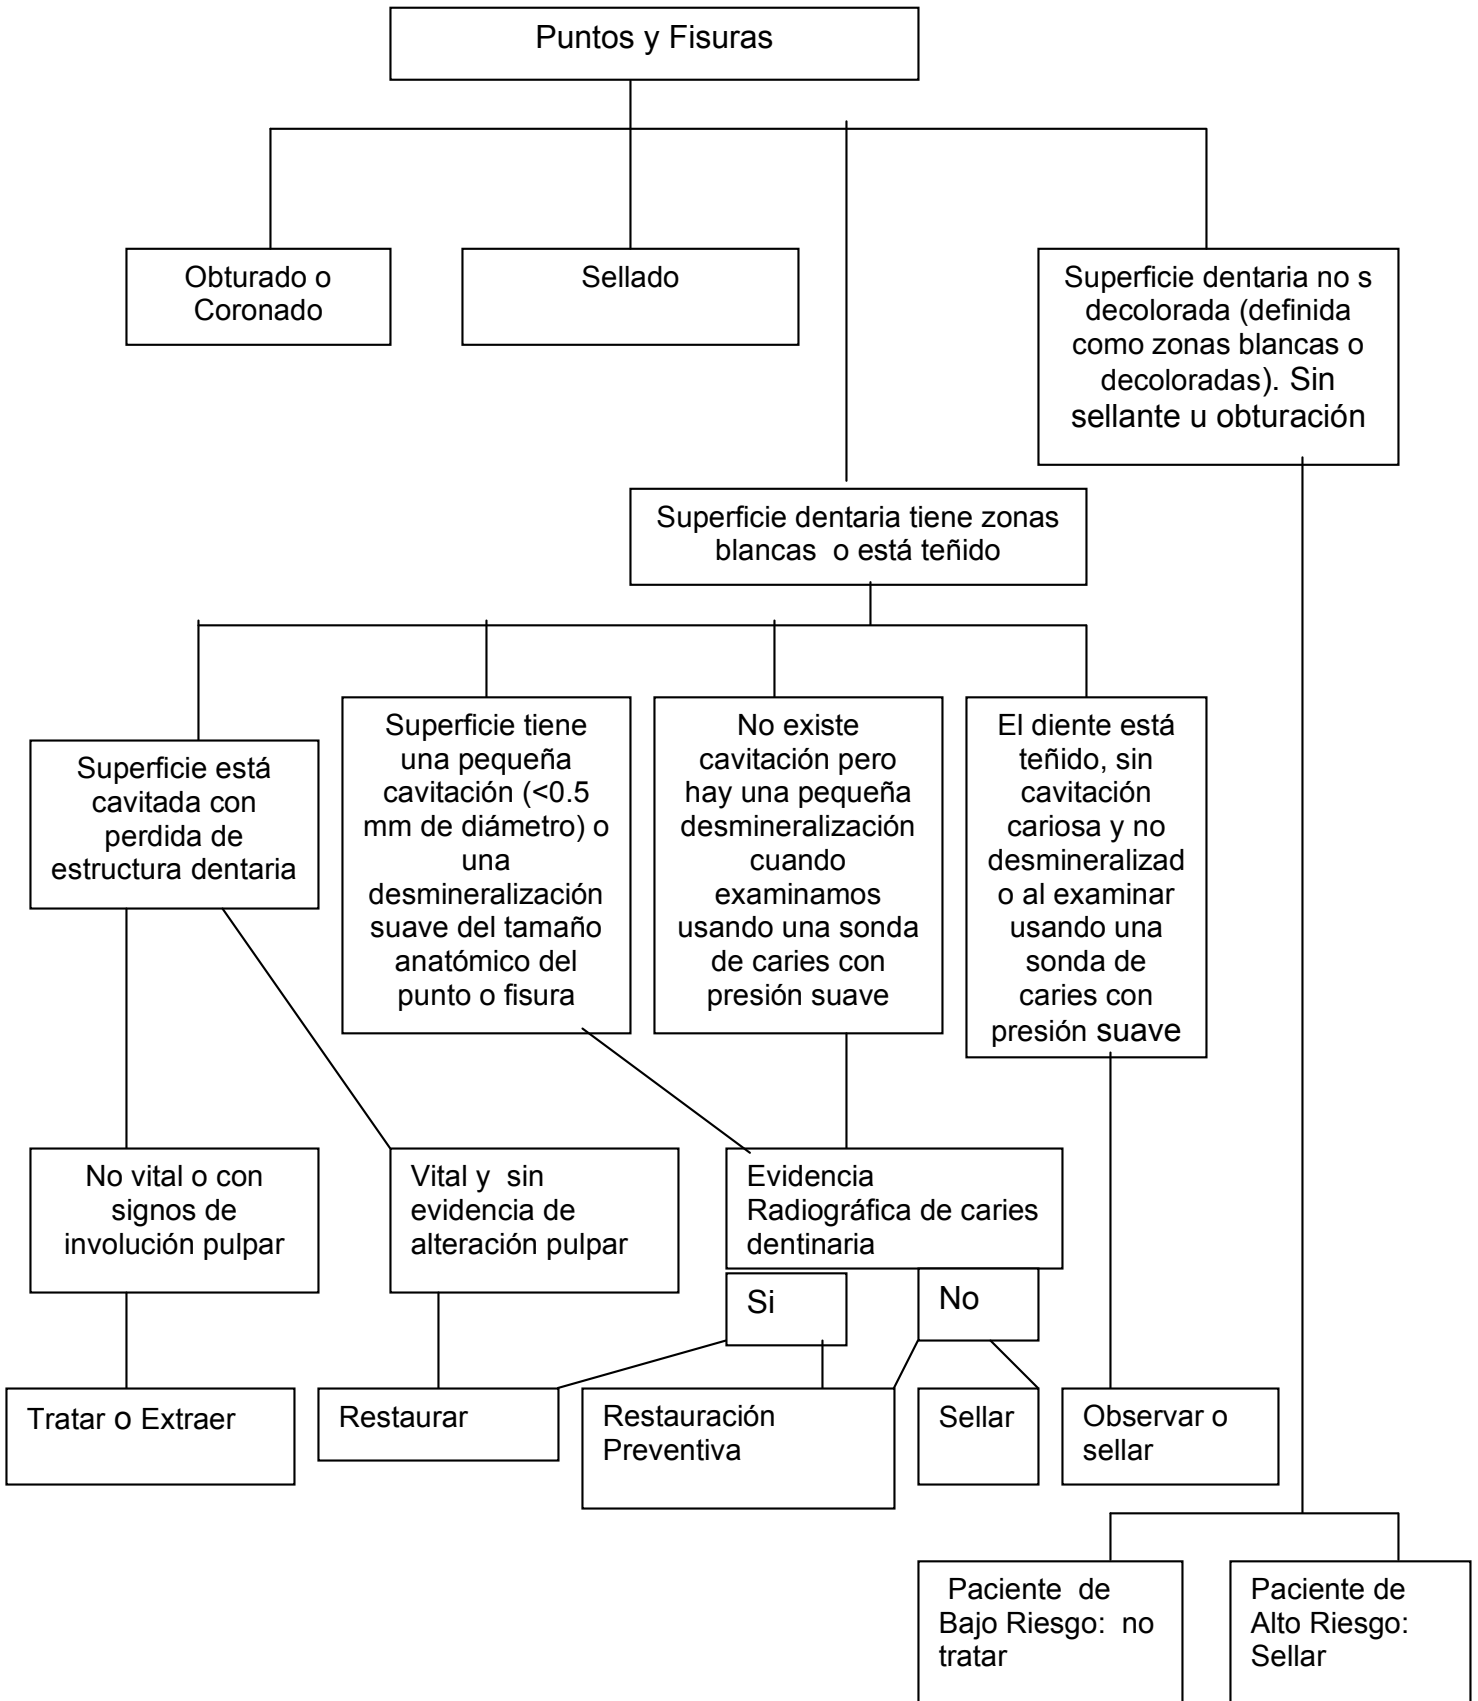 Puntos y Fisuras
Obturado o
Coronado
Sellado
Superficie dentaria no s
decolorada (definida
como zonas blancas o
decoloradas). Sin
sellante u obturación
Superficie dentaria tiene zonas
blancas o está teñido
Superficie está
cavitada con
perdida de
estructura dentaria
Superficie tiene
una pequeña
cavitación (<0.5
mm de diámetro) o
una
desmineralización
suave del tamaño
anatómico del
punto o fisura
No existe
cavitación pero
hay una pequeña
desmineralización
cuando
examinamos
usando una sonda
de caries con
presión suave
El diente está
teñido, sin
cavitación
cariosa y no
desmineralizad
o al examinar
usando una
sonda de
caries con
presión suave
No vital o con
signos de
involución pulpar
Vital y sin
evidencia de
alteración pulpar
Evidencia
Radiográfica de caries
dentinaria
Si
No
Tratar o Extraer
Restaurar
Restauración
Preventiva
Sellar
Observar o
sellar
Paciente de
Bajo Riesgo: no
tratar
Paciente de
Alto Riesgo:
Sellar